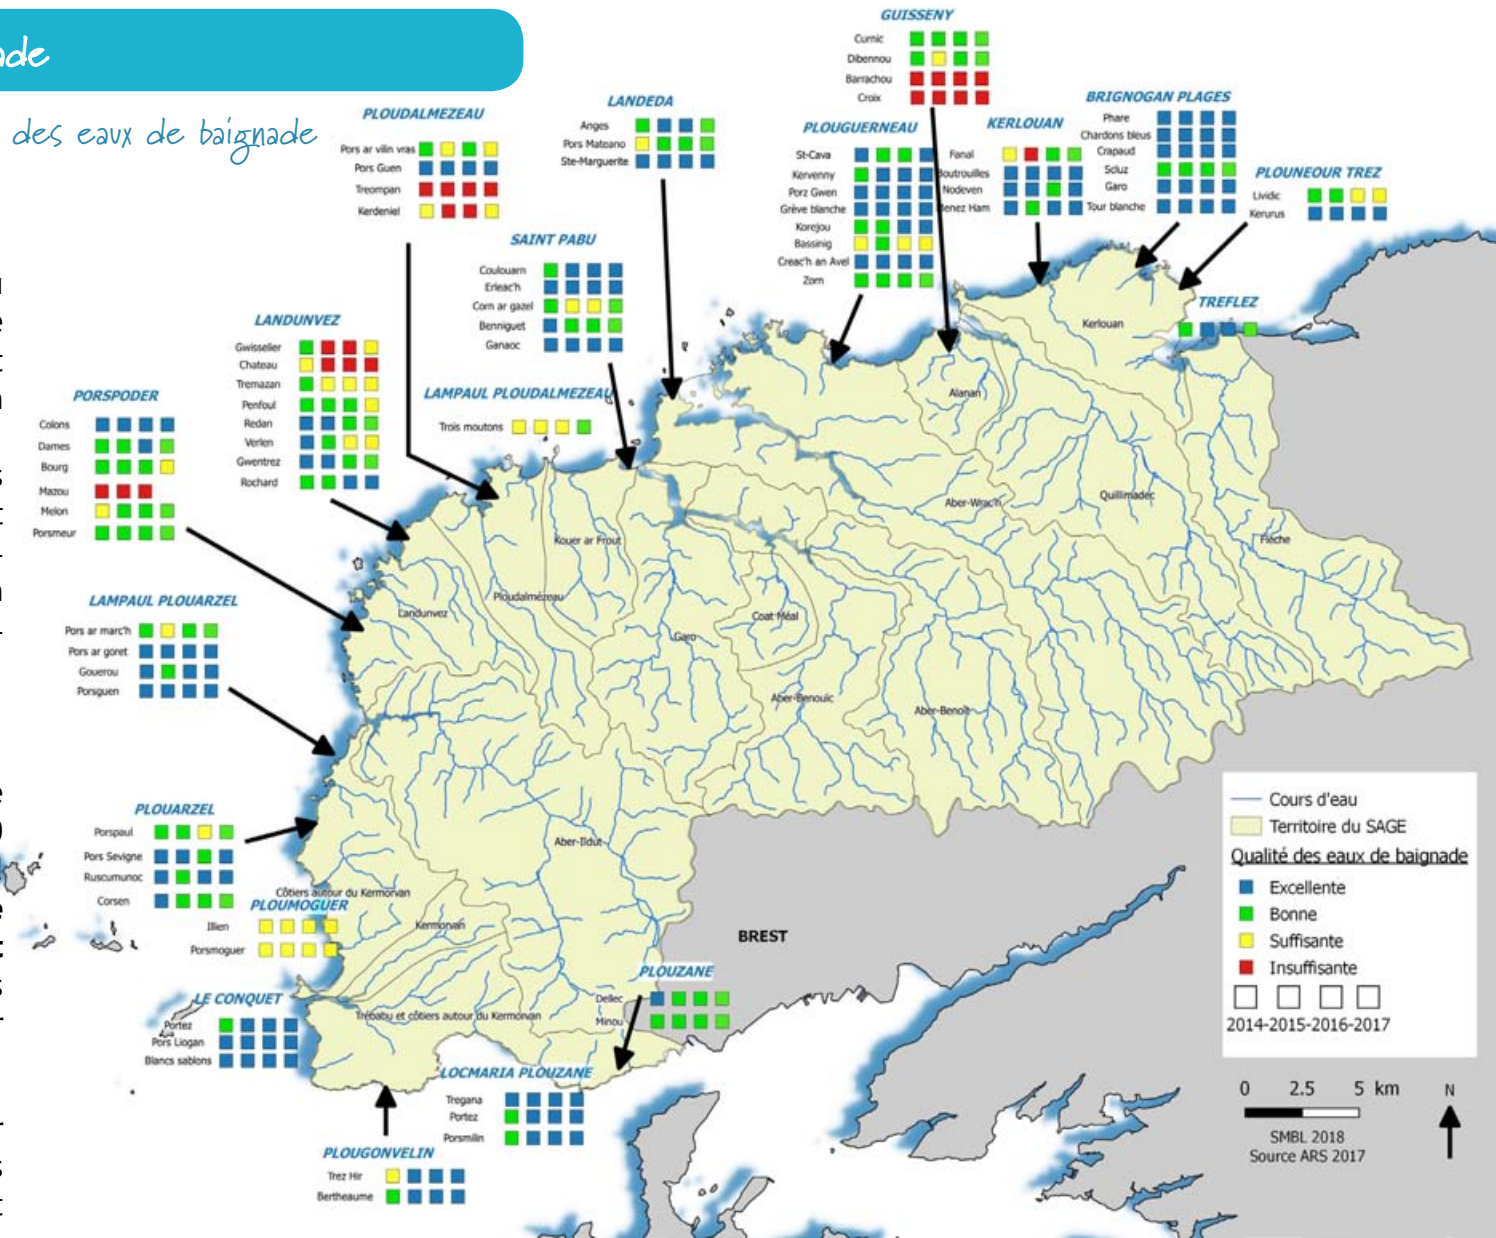 des eaux de baignade
GUISSENY
Curnic
Dibennou
Barrachou
Croix
PLOUDALMEZEAU
Pors ar vilin vras
Pors Guen
Treompan
Kerdeniel
LANDEDA
Anges
Pors Mateano
Ste-Marguerite
PLOUGUERNEAU
St-Cava
Kervenny
Porz Gwen
Grève blanche
Korejou
Bassinig
Creac'h an Avel
Zorn
KERLOUAN
Fanal
Boutrouilles
Nodeven
Menez Ham
BRIGNOGAN PLAGES
Phare
Chardons bleus
Crapaud
Scluz
Garo
Tour blanche
PLOUNEOUR TREZ
Lividic
Kerurus
SAINT PABU
Coulouarn
Erleac'h
Corn ar gazel
Benniguet
Ganaoc
TREFLEZ
LANDUNVEZ
Gwisselier
Chateau
Tremazan
Penfoul
Redan
Verlen
Gwentrez
Rochard
LAMPAUL PLOUDALMEZEAU
Trois moutons
PORSPODER
Colons
Dames
Bourg
Mazou
Melon
Porsmeur
Kerlouan
Alanan
Aber-Wrac'h
Quillimadec
Flèche
Kouer ar Frout
Ploudalmézeau
Landunvez
Garo
Coat Méal
Aber-Benouic
Aber-Benoît
LAMPAUL PLOUARZEL
Pors ar marc'h
Pors ar goret
Gouerou
Porsguen
PLOUARZEL
Porspaul
Pors Sevigne
Ruscumunoc
Corsen
Aber-Ildut
Côtiers autour du Kermorvan
PLOUMOGUER
Illien
Porsmoguer
Kermorvan
BREST
LE CONQUET
Portez
Pors Liogan
Blancs sablons
Trébabu et côtiers autour du Kermorvan
PLOUZANE
Dellec
Minou
LOCMARIA PLOUZANE
Tregana
Portez
Porsmilin
PLOUGONVELIN
Trez Hir
Bertheaume
Cours d'eau
Territoire du SAGE
Qualité des eaux de baignade
Excellente
Bonne
Suffisante
Insuffisante
2014-2015-2016-2017
0 2.5 5 km
N
SMBL 2018
Source ARS 2017